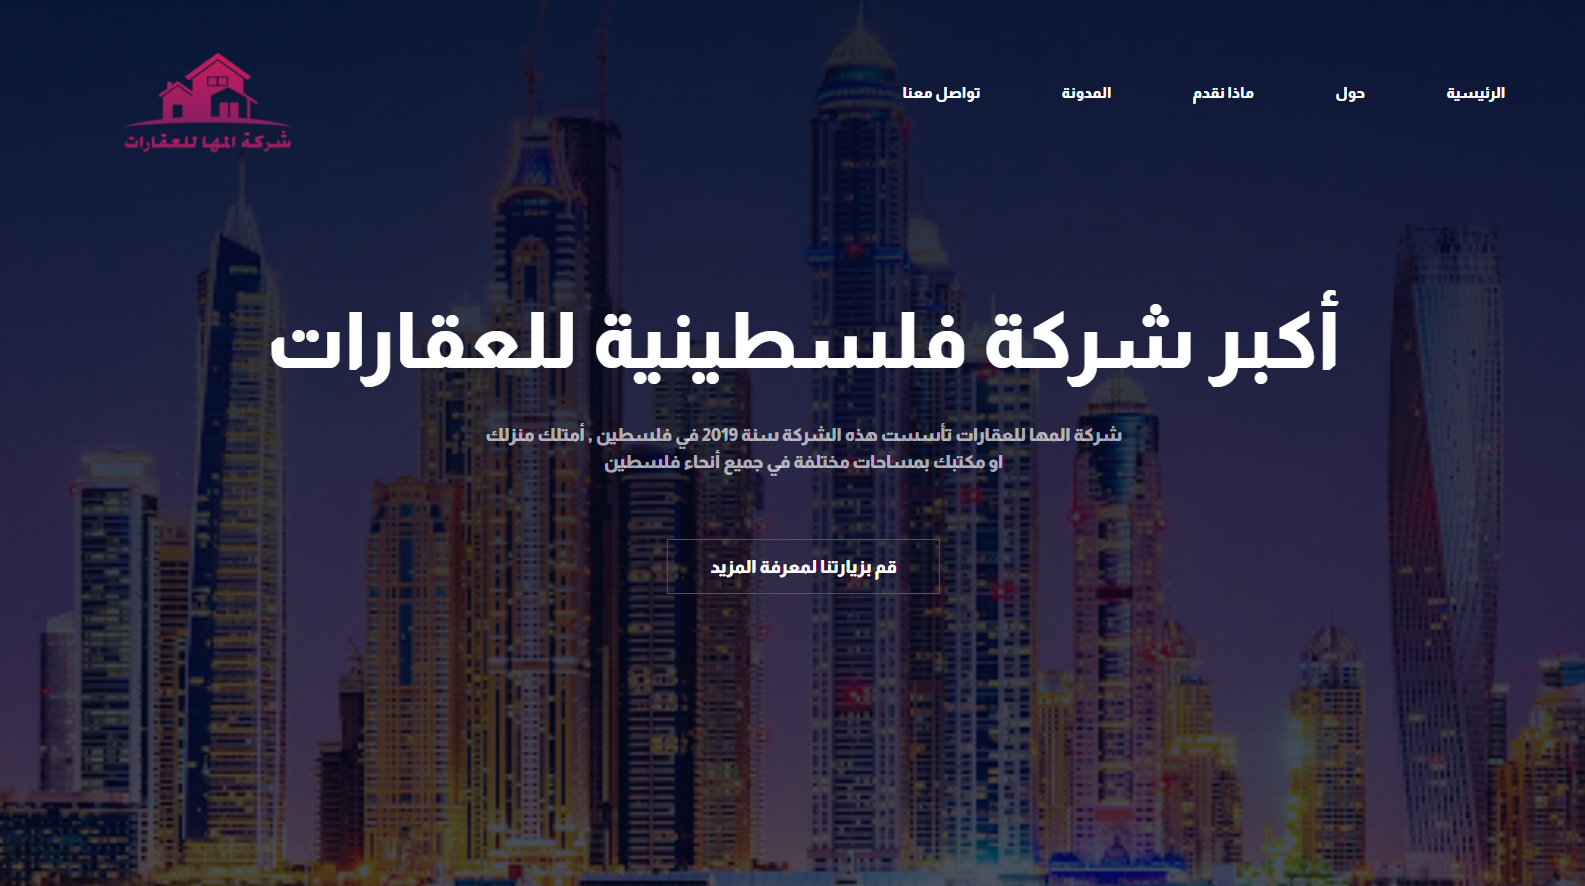 الرئيسية
حول
ماذا نقدم
المدونة
تواصل معنا
شركة المها للعقارات
أكبر شركة فلسطينية للعقارات
شركة المها للعقارات تأسست هذه الشركة سنة 2019 في فلسطين , أمتلك منزلك
او مكتبك بمساحات مختلفة في جميع أنحاء فلسطين
قم بزيارتنا لمعرفة المزيد